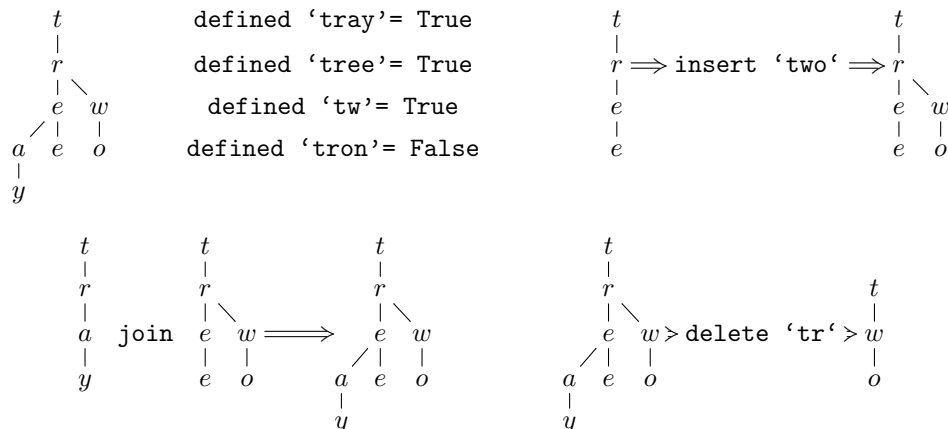 t
r
e w
a e o
y
defined ‘tray’= True
defined ‘tree’= True
defined ‘tw’= True
defined ‘tron’= False
t
r
e
e
insert ‘two‘
t
r
e w
e o
t
r
a
y
join
t
r
e w
e o
t
r
e w
a e o
y
t
r
e w
a e o
y
delete ‘tr‘
t
w
o